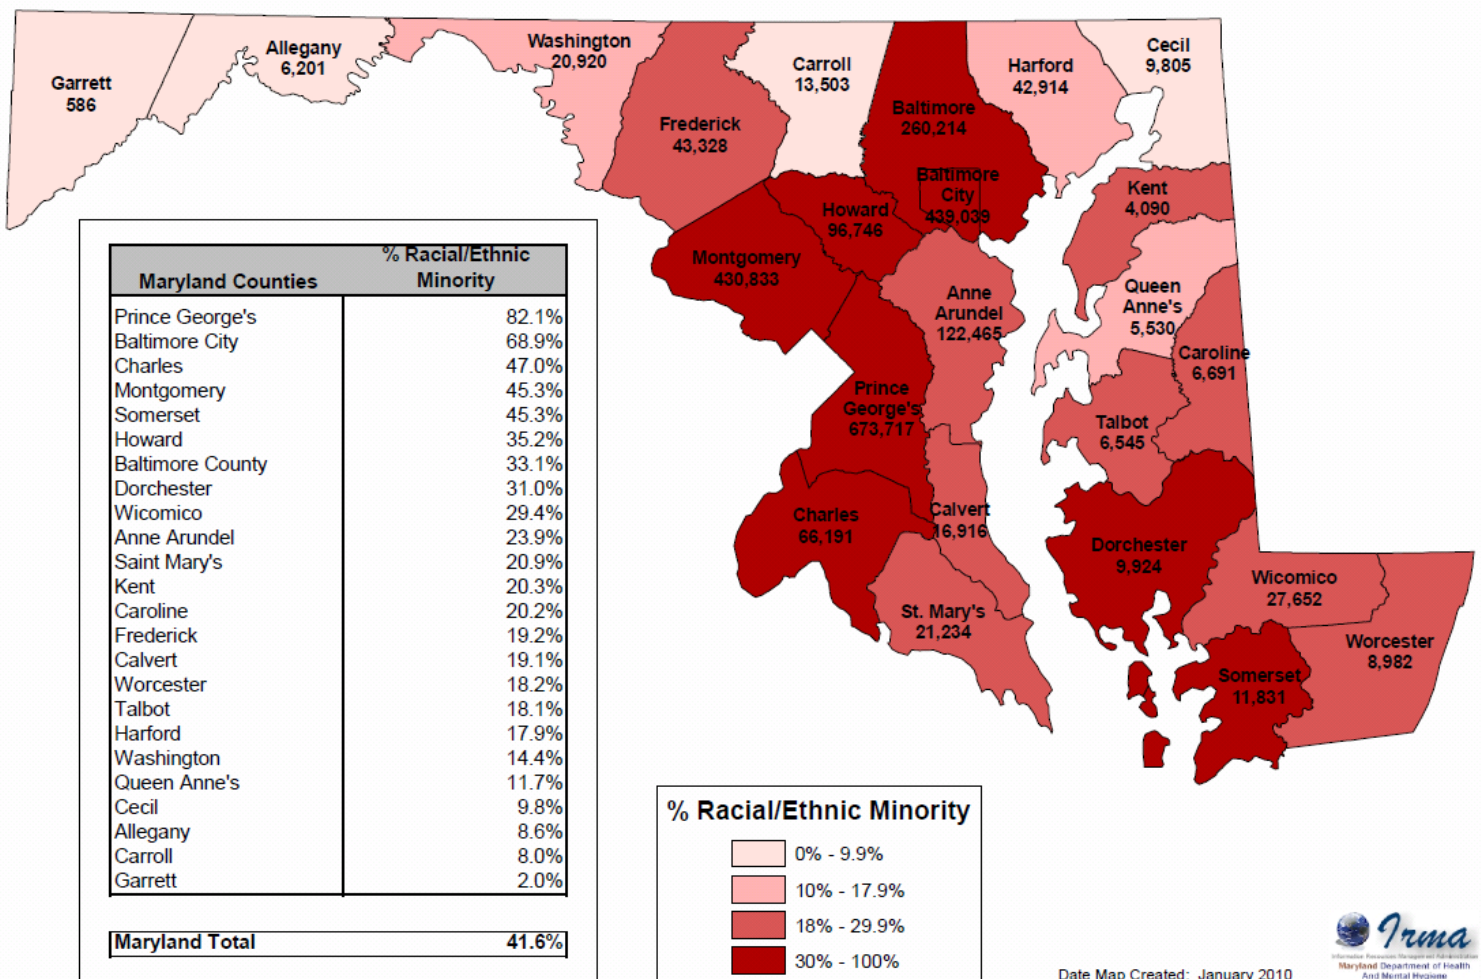 Garrett
586
Allegany
6,201
Washington
20,920
Frederick
43,328
Carroll
13,503
Baltimore
260,214
Baltimore
City
439,039
Harford
42,914
Cecil
9,805
Howard
96,746
Montgomery
430,833
Anne
Arundel
122,465
Prince
George's
673,717
Charles
66,191
Calvert
16,916
St. Mary's
21,234
Kent
4,090
Queen
Anne's
5,530
Caroline
6,691
Talbot
6,545
Dorchester
9,924
Wicomico
27,652
Somerset
11,831
Worcester
8,982
Maryland Counties % Racial/Ethnic Minority
Prince George's 82.1%
Baltimore City 68.9%
Charles 47.0%
Montgomery 45.3%
Somerset 45.3%
Howard 35.2%
Baltimore County 33.1%
Dorchester 31.0%
Wicomico 29.4%
Anne Arundel 23.9%
Saint Mary's 20.9%
Kent 20.3%
Caroline 20.2%
Frederick 19.2%
Calvert 19.1%
Worcester 18.2%
Talbot 18.1%
Harford 17.9%
Washington 14.4%
Queen Anne's 11.7%
Cecil 9.8%
Allegany 8.6%
Carroll 8.0%
Garrett 2.0%
Maryland Total 41.6%
% Racial/Ethnic Minority
0% - 9.9%
10% - 17.9%
18% - 29.9%
30% - 100%
Irma
Information Resources Management Administration
Maryland Department of Health
And Mental Hygiene
Date Map Created: January 2010